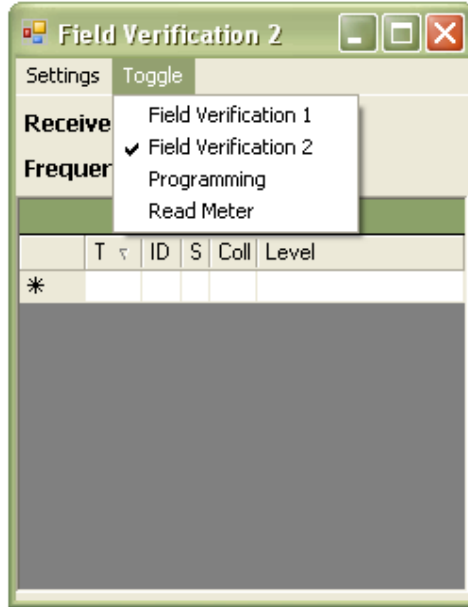 Field Verification 2
Settings Toggle
Field Verification 1
Field Verification 2
Programming
Read Meter
T ID S Coll Level